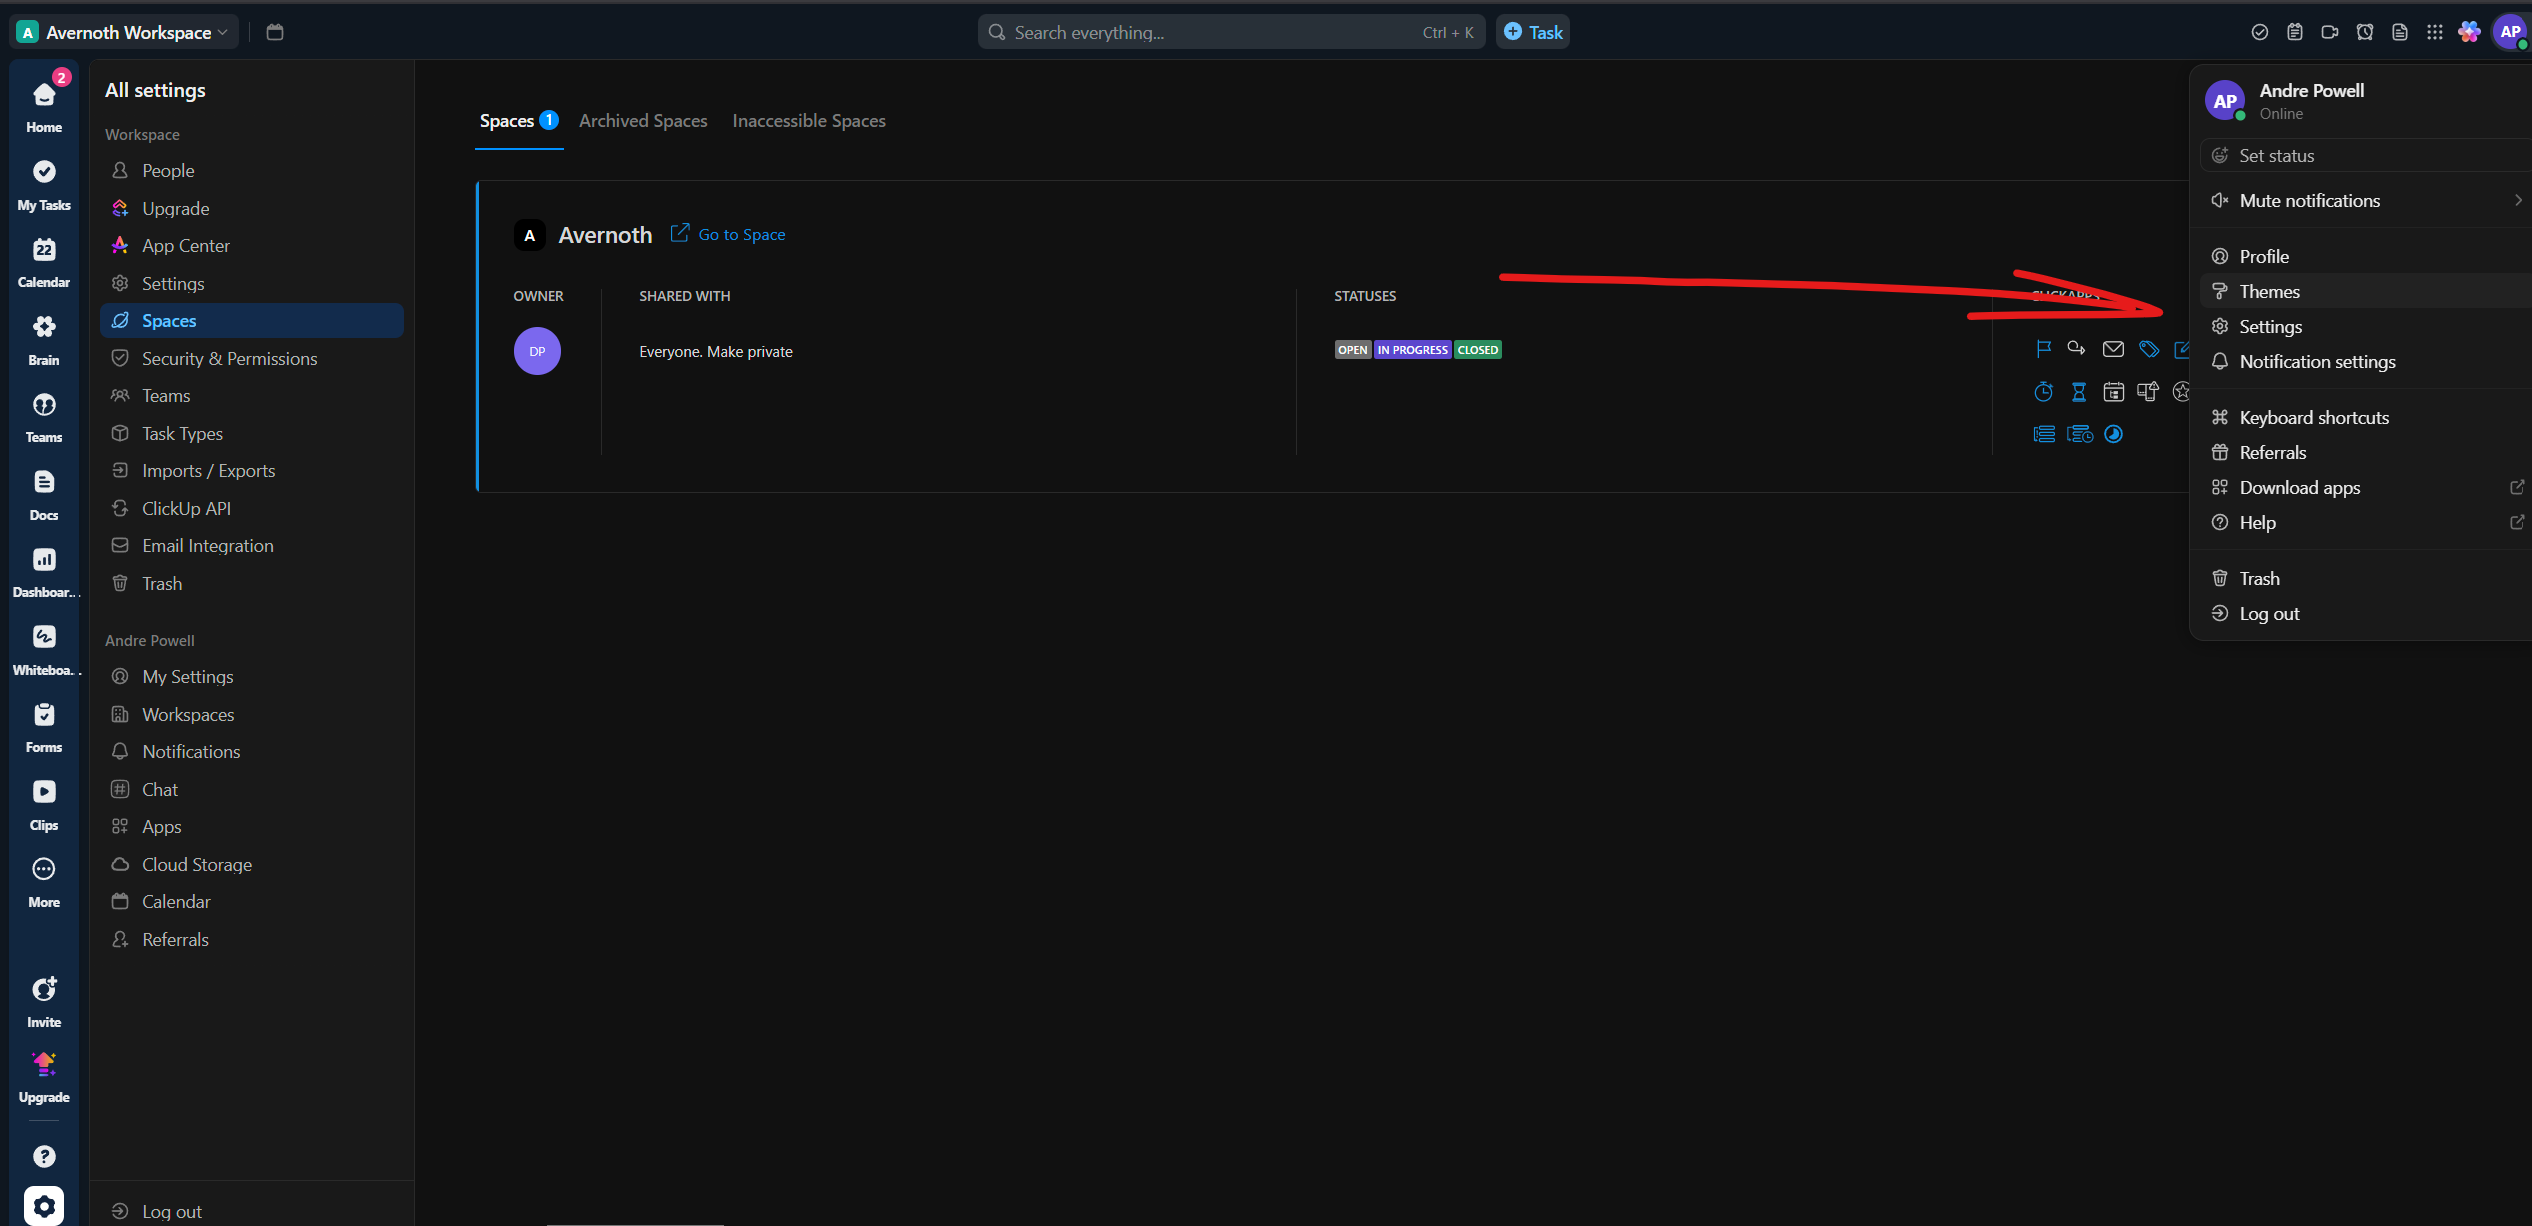 A Avernoth Workspace
Search everything... Ctrl + K
Task
AP
2
Home
My Tasks
22
Calendar
Brain
Teams
Docs
Dashboar...
Whiteboa...
Forms
Clips
More
Invite
Upgrade
All settings
Workspace
People
Upgrade
App Center
Settings
Spaces
Security & Permissions
Teams
Task Types
Imports / Exports
ClickUp API
Email Integration
Trash
Andre Powell
My Settings
Workspaces
Notifications
Chat
Apps
Cloud Storage
Calendar
Referrals
Log out
Spaces 1 Archived Spaces Inaccessible Spaces
A Avernoth Go to Space
OWNER SHARED WITH STATUSES CLICKAPPS
DP Everyone. Make private OPEN IN PROGRESS CLOSED
AP Andre Powell
Online
Set status
Mute notifications
Profile
Themes
Settings
Notification settings
Keyboard shortcuts
Referrals
Download apps
Help
Trash
Log out